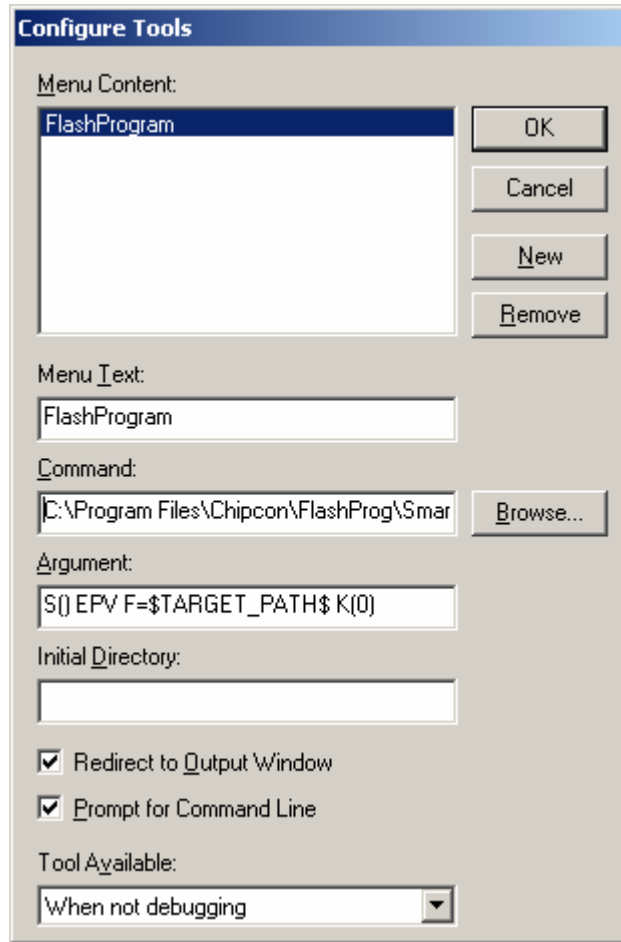 Configure Tools
Menu Content:
FlashProgram
OK
Cancel
New
Remove
Menu Text:
FlashProgram
Command:
C:\Program Files\Chipcon\FlashProg\Smar
Browse...
Argument:
S() EPV F=$TARGET_PATH$ K(0)
Initial Directory:
Redirect to Output Window
Prompt for Command Line
Tool Available:
When not debugging